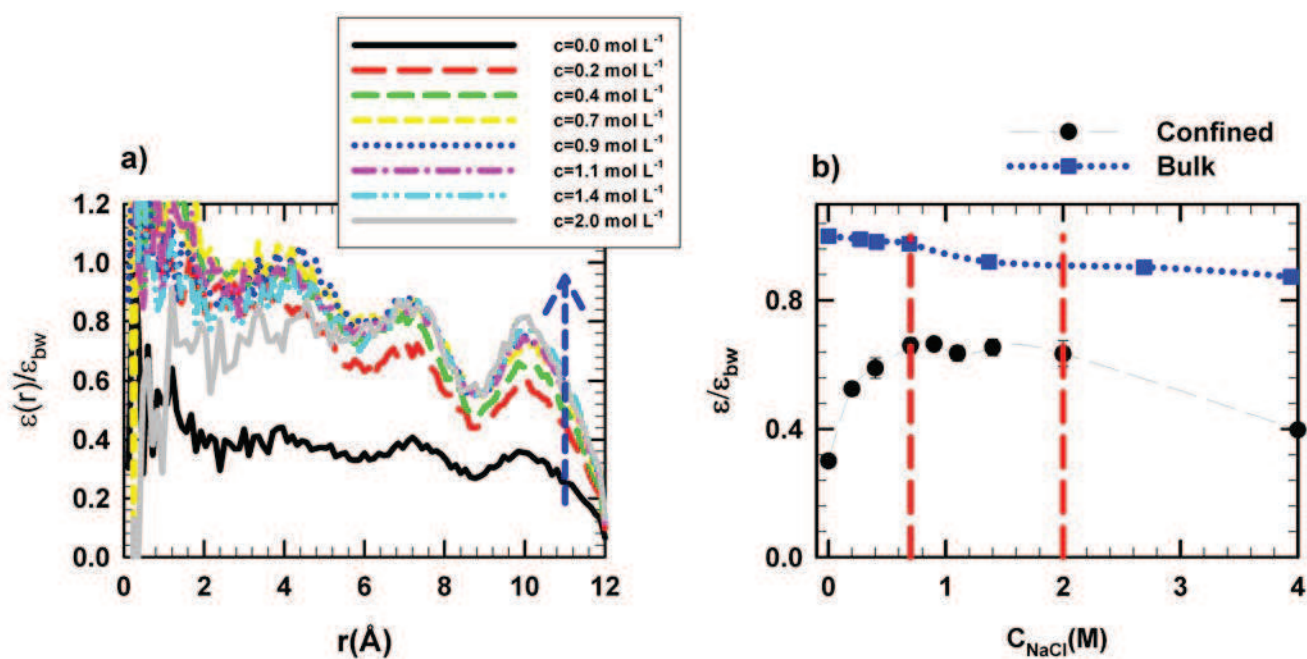 c=0.0 mol L⁻¹
c=0.2 mol L⁻¹
c=0.4 mol L⁻¹
c=0.7 mol L⁻¹
c=0.9 mol L⁻¹
c=1.1 mol L⁻¹
c=1.4 mol L⁻¹
c=2.0 mol L⁻¹
a)
1.2
1.0
0.8
0.6
0.4
0.2
0.0
ε(r)/ε_bw
0 2 4 6 8 10 12
r(Å)
Confined
Bulk
b)
0.8
0.4
0.0
ε/ε_bw
0 1 2 3 4
C_NaCl(M)